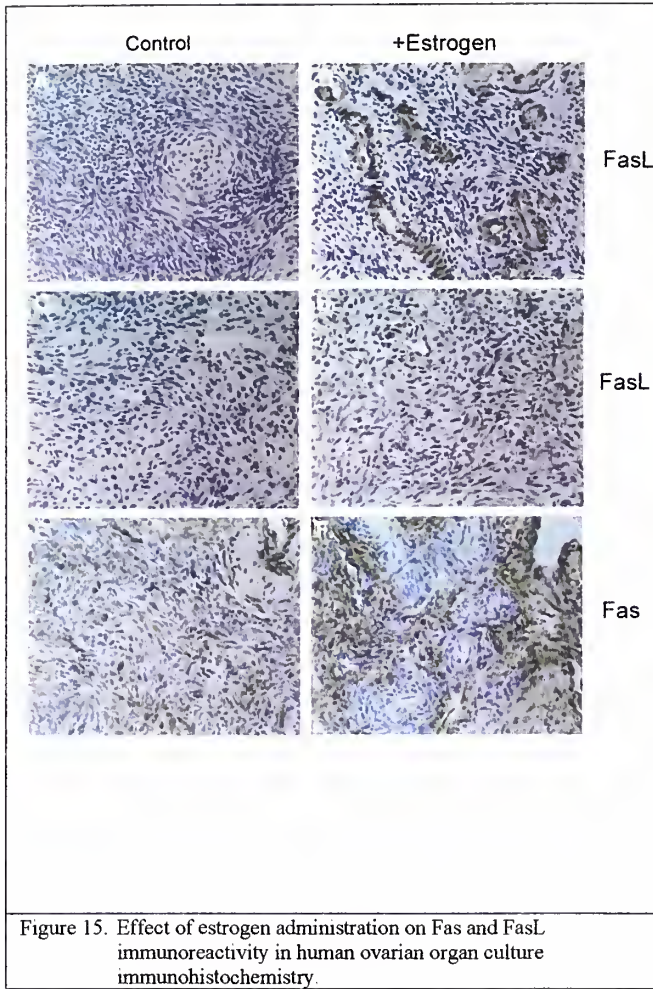 Control +Estrogen
FasL
FasL
Fas
Figure 15. Effect of estrogen administration on Fas and FasL
immunoreactivity in human ovarian organ culture
immunohistochemistry.